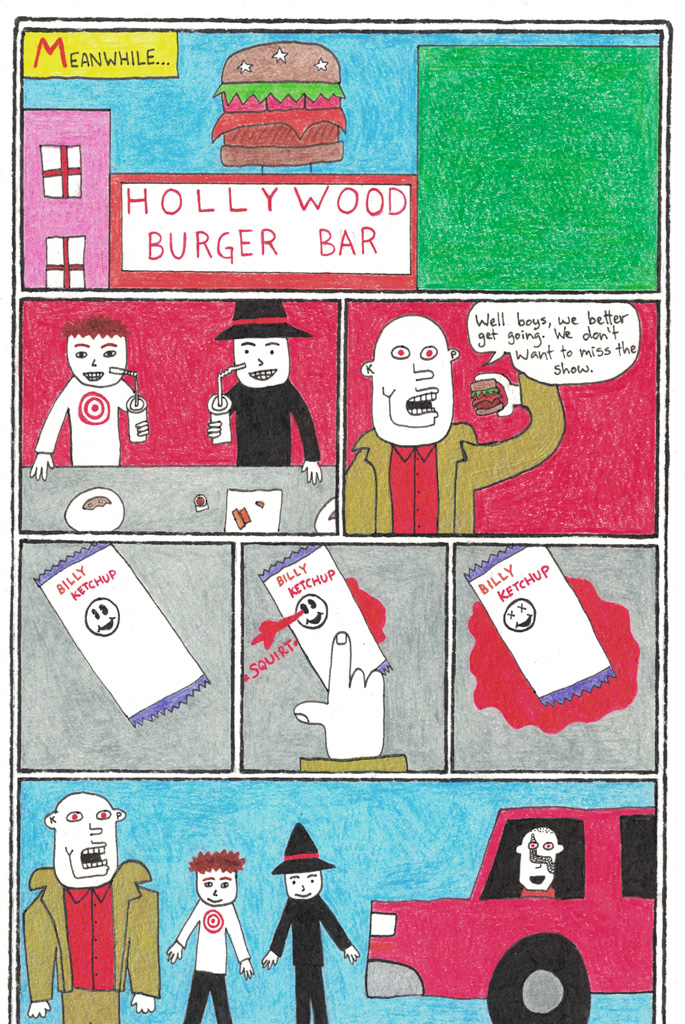 MEANWHILE...
HOLLYWOOD
BURGER BAR
Well boys, we better
get going. We don't
want to miss the
show.
K
P
BILLY
KETCHUP
BILLY
KETCHUP
•SQUIRT•
BILLY
KETCHUP
K
P